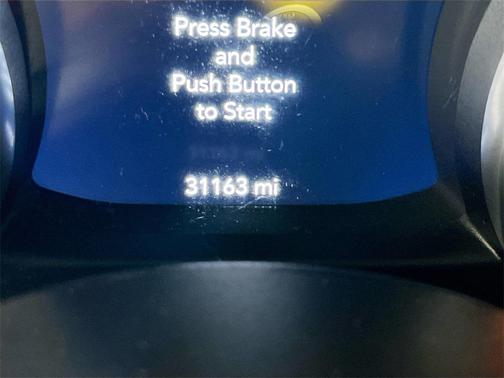 Press Brake
and
Push Button
to Start
31163 mi